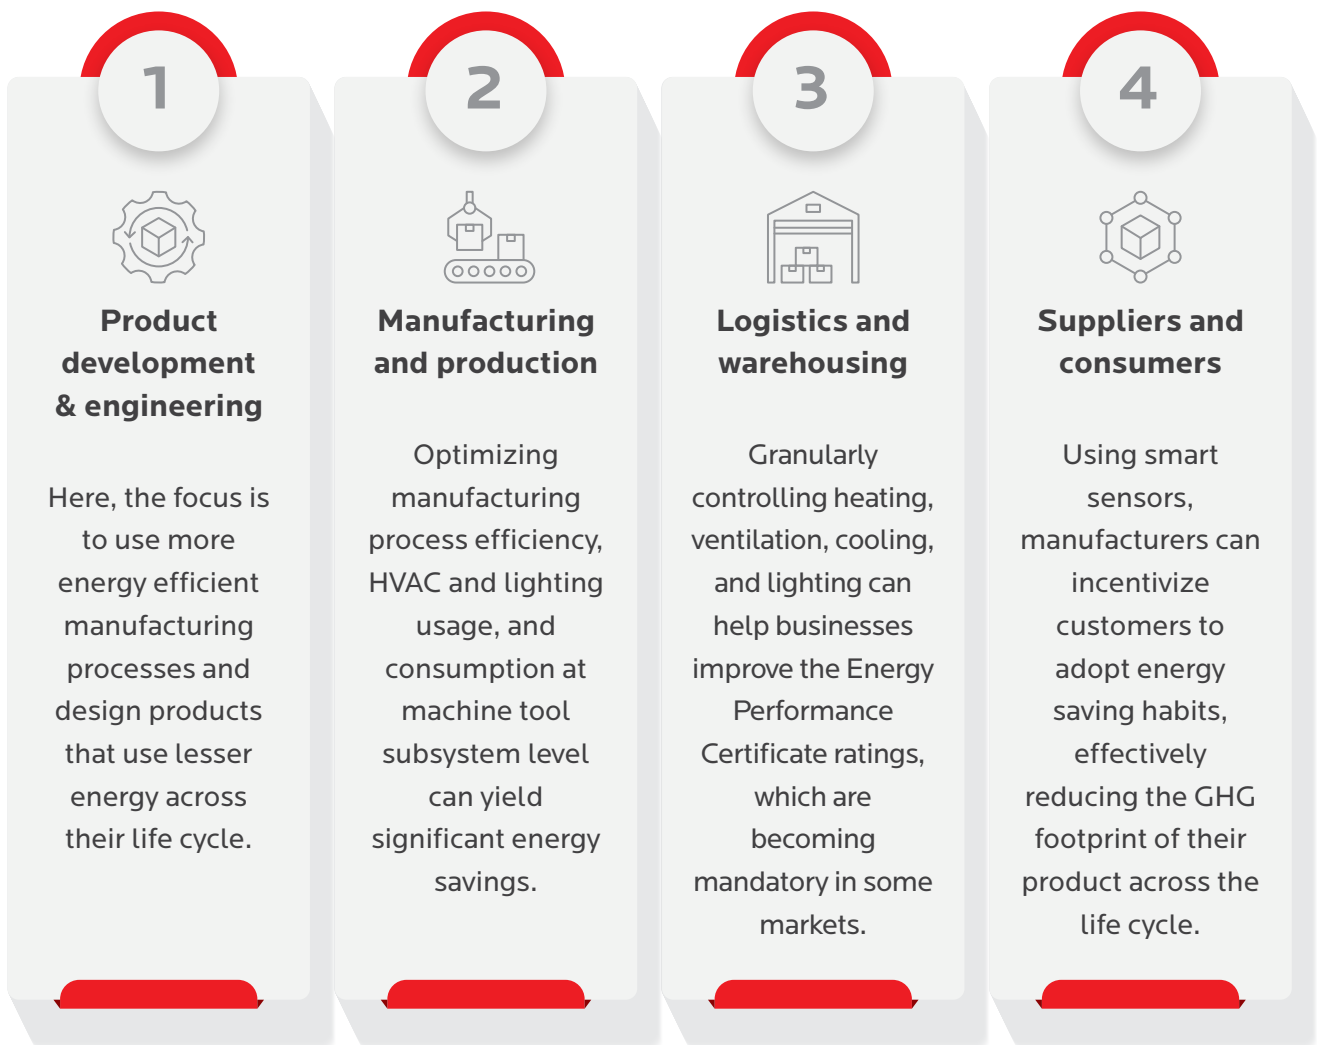 1
Product
development
& engineering
Here, the focus is
to use more
energy efficient
manufacturing
processes and
design products
that use lesser
energy across
their life cycle.
2
Manufacturing
and production
Optimizing
manufacturing
process efficiency,
HVAC and lighting
usage, and
consumption at
machine tool
subsystem level
can yield
significant energy
savings.
3
Logistics and
warehousing
Granularly
controlling heating,
ventilation, cooling,
and lighting can
help businesses
improve the Energy
Performance
Certificate ratings,
which are
becoming
mandatory in some
markets.
4
Suppliers and
consumers
Using smart
sensors,
manufacturers can
incentivize
customers to
adopt energy
saving habits,
effectively
reducing the GHG
footprint of their
product across the
life cycle.